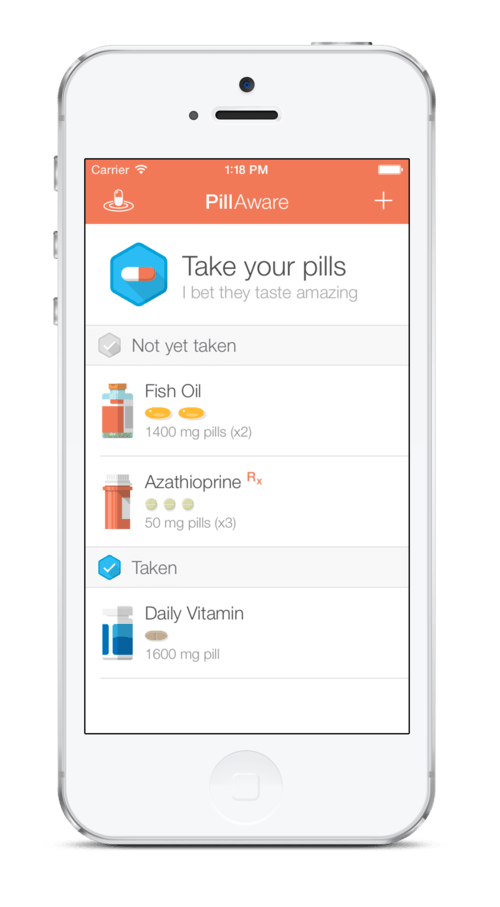 Carrier 1:18 PM
PillAware
Take your pills
I bet they taste amazing
Not yet taken
Fish Oil
1400 mg pills (x2)
Azathioprine Rx
50 mg pills (x3)
Taken
Daily Vitamin
1600 mg pill